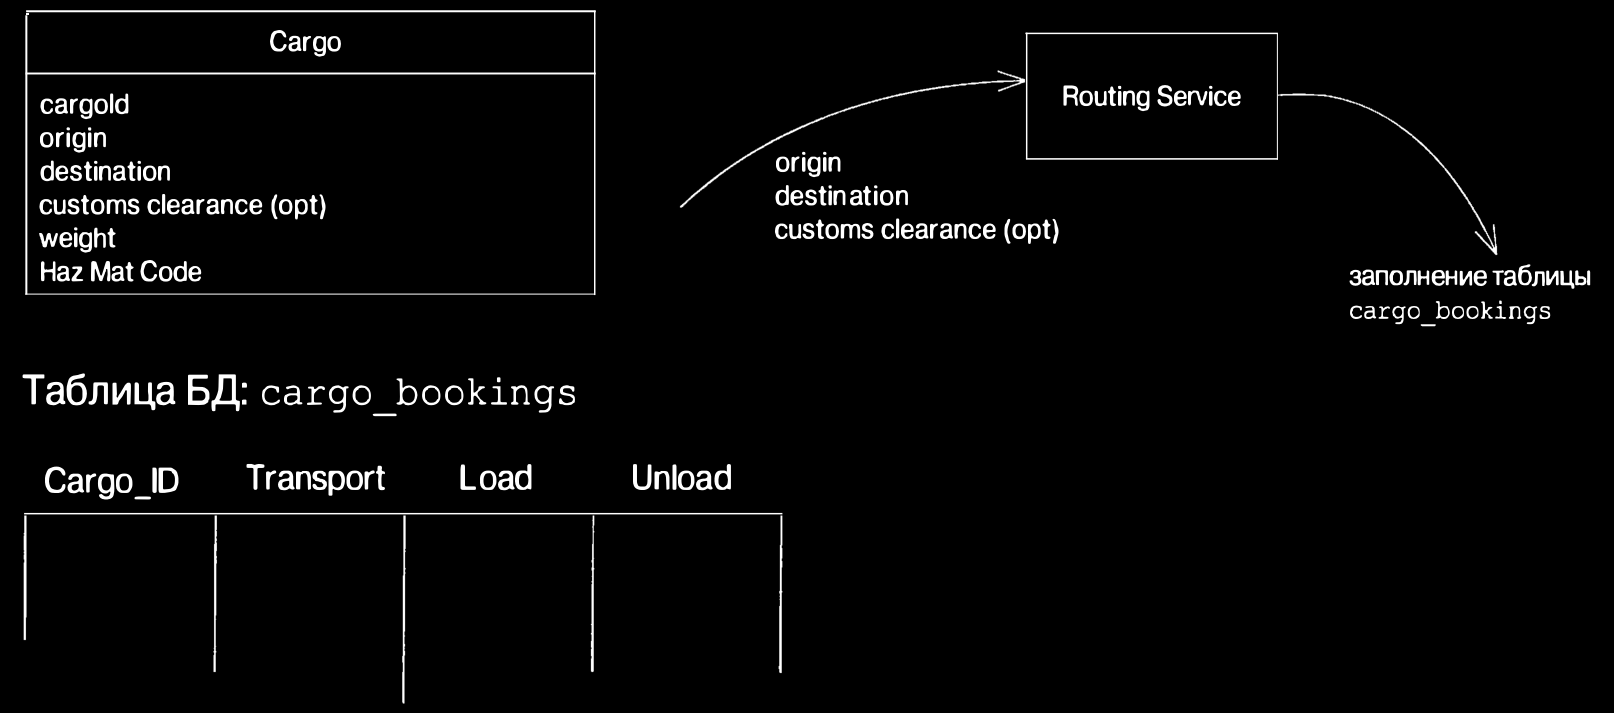 Cargo
cargoId
origin
destination
customs clearance (opt)
weight
Haz Mat Code
origin
destination
customs clearance (opt)
Routing Service
заполнение таблицы
cargo_bookings
Таблица БД: cargo_bookings
Cargo_ID Transport Load Unload